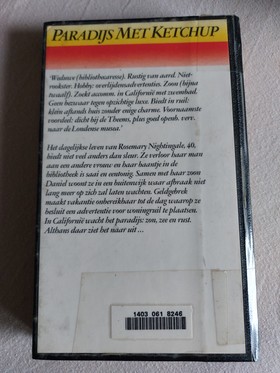 PARADIJS MET KETCHUP
'Weduwe (bibliothecaresse). Rustig van aard. Niet-
rookster. Hobby: overlijdensadvertenties. Zoon (bijna
twaalf). Zoekt accomm. in Californië met zwembad.
Geen bezwaar tegen opzichtige luxe. Biedt in ruil:
klein aftands huis zonder enige charme. Voornaamste
voordeel: dicht bij de Theems, plus goed openb. verv.
naar de Londense musea.'
Het dagelijkse leven van Rosemary Nightingale, 40,
biedt niet veel anders dan sleur. Ze verloor haar man
aan een andere vrouw en haar baantje in de
bibliotheek is saai en eentonig. Samen met haar zoon
Daniel woont ze in een buitenwijk waar afbraak niet
lang meer op zich zal laten wachten. Geldgebrek
maakt vakantie onbereikbaar tot de dag waarop ze
besluit een advertentie voor woningruil te plaatsen.
In Californië wacht het paradijs: zon, zee en rust.
Althans daar ziet het naar uit ...
1403 061 8246